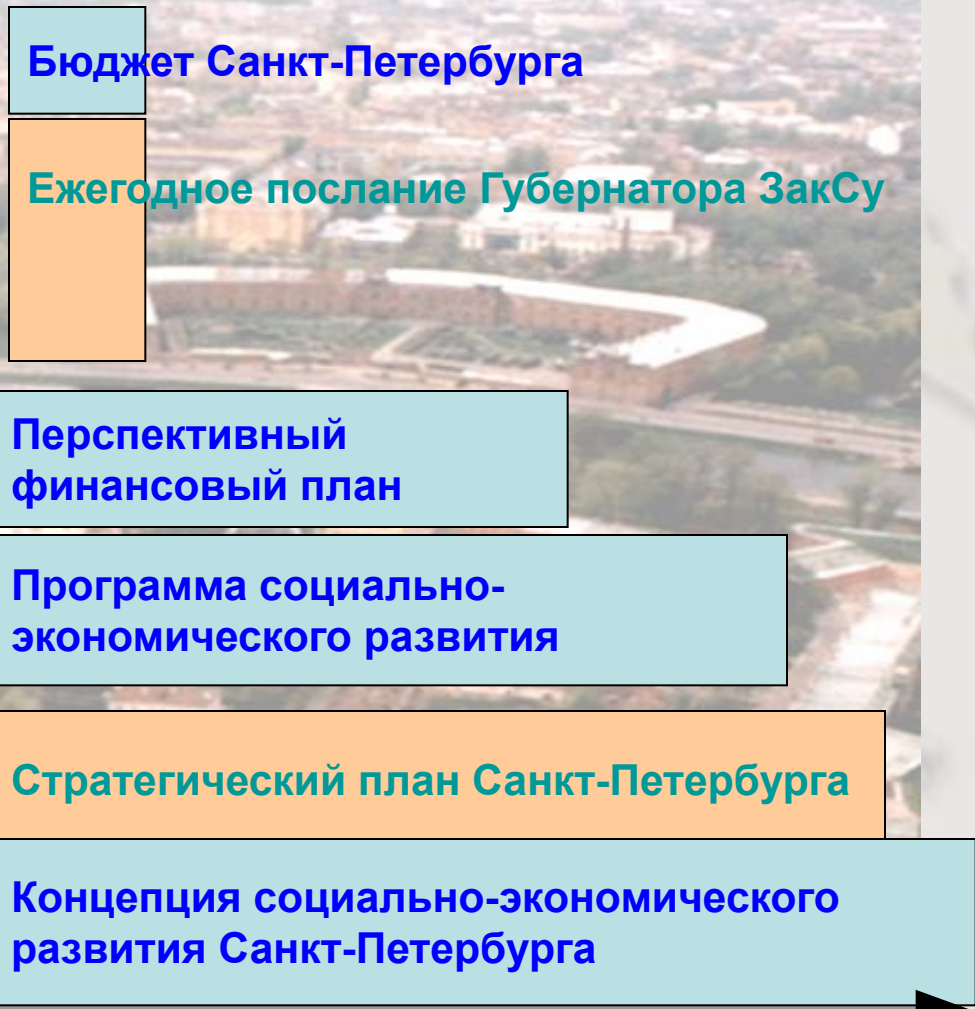 Бюджет Санкт-Петербурга
Ежегодное послание Губернатора ЗакСу
Перспективный
финансовый план
Программа социально-
экономического развития
Стратегический план Санкт-Петербурга
Концепция социально-экономического
развития Санкт-Петербурга